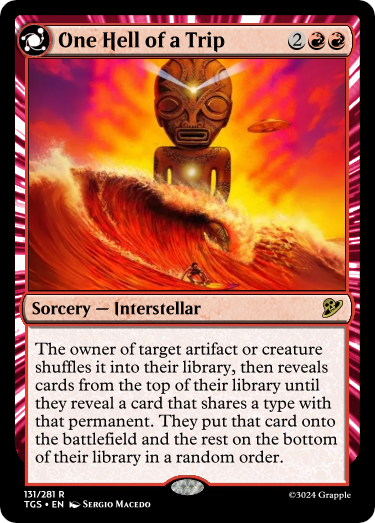 One Hell of a Trip 2
Sorcery — Interstellar
The owner of target artifact or creature
shuffles it into their library, then reveals
cards from the top of their library until
they reveal a card that shares a type with
that permanent. They put that card onto
the battlefield and the rest on the bottom
of their library in a random order.
131/281 R
TGS • EN Sergio Macedo
©3024 Grapple